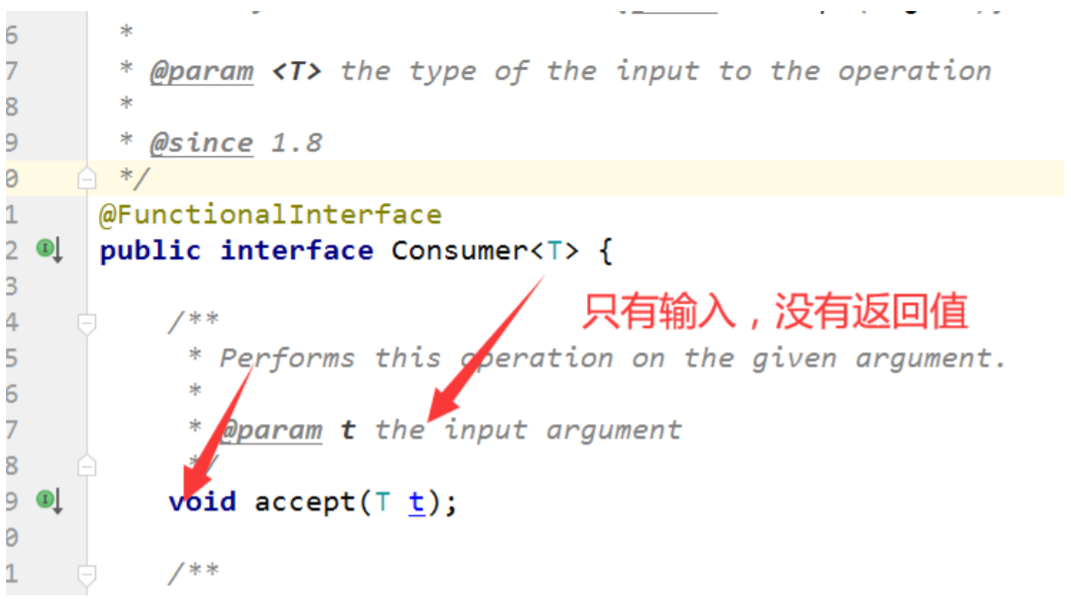 6 *
7 * @param <T> the type of the input to the operation
8 *
9 * @since 1.8
0 */
1 @FunctionalInterface
2 public interface Consumer<T> {
3
只有输入，没有返回值
4 /**
5 * Performs this operation on the given argument.
6 *
7 * @param t the input argument
8 */
9 void accept(T t);
0
1 /**